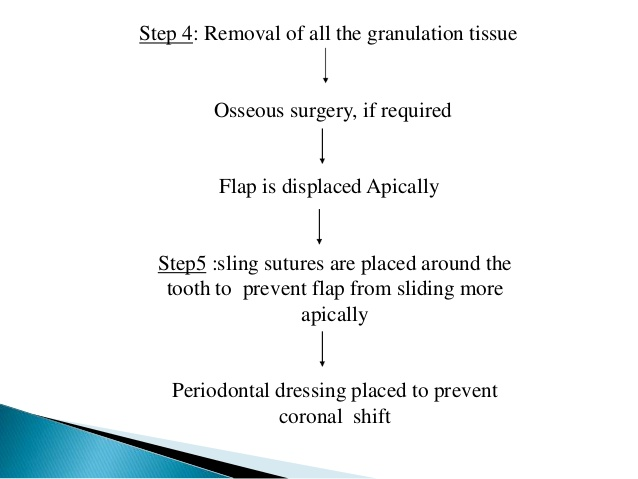 Step 4: Removal of all the granulation tissue
Osseous surgery, if required
Flap is displaced Apically
Step5 :sling sutures are placed around the
tooth to  prevent flap from sliding more
apically
Periodontal dressing placed to prevent
coronal  shift